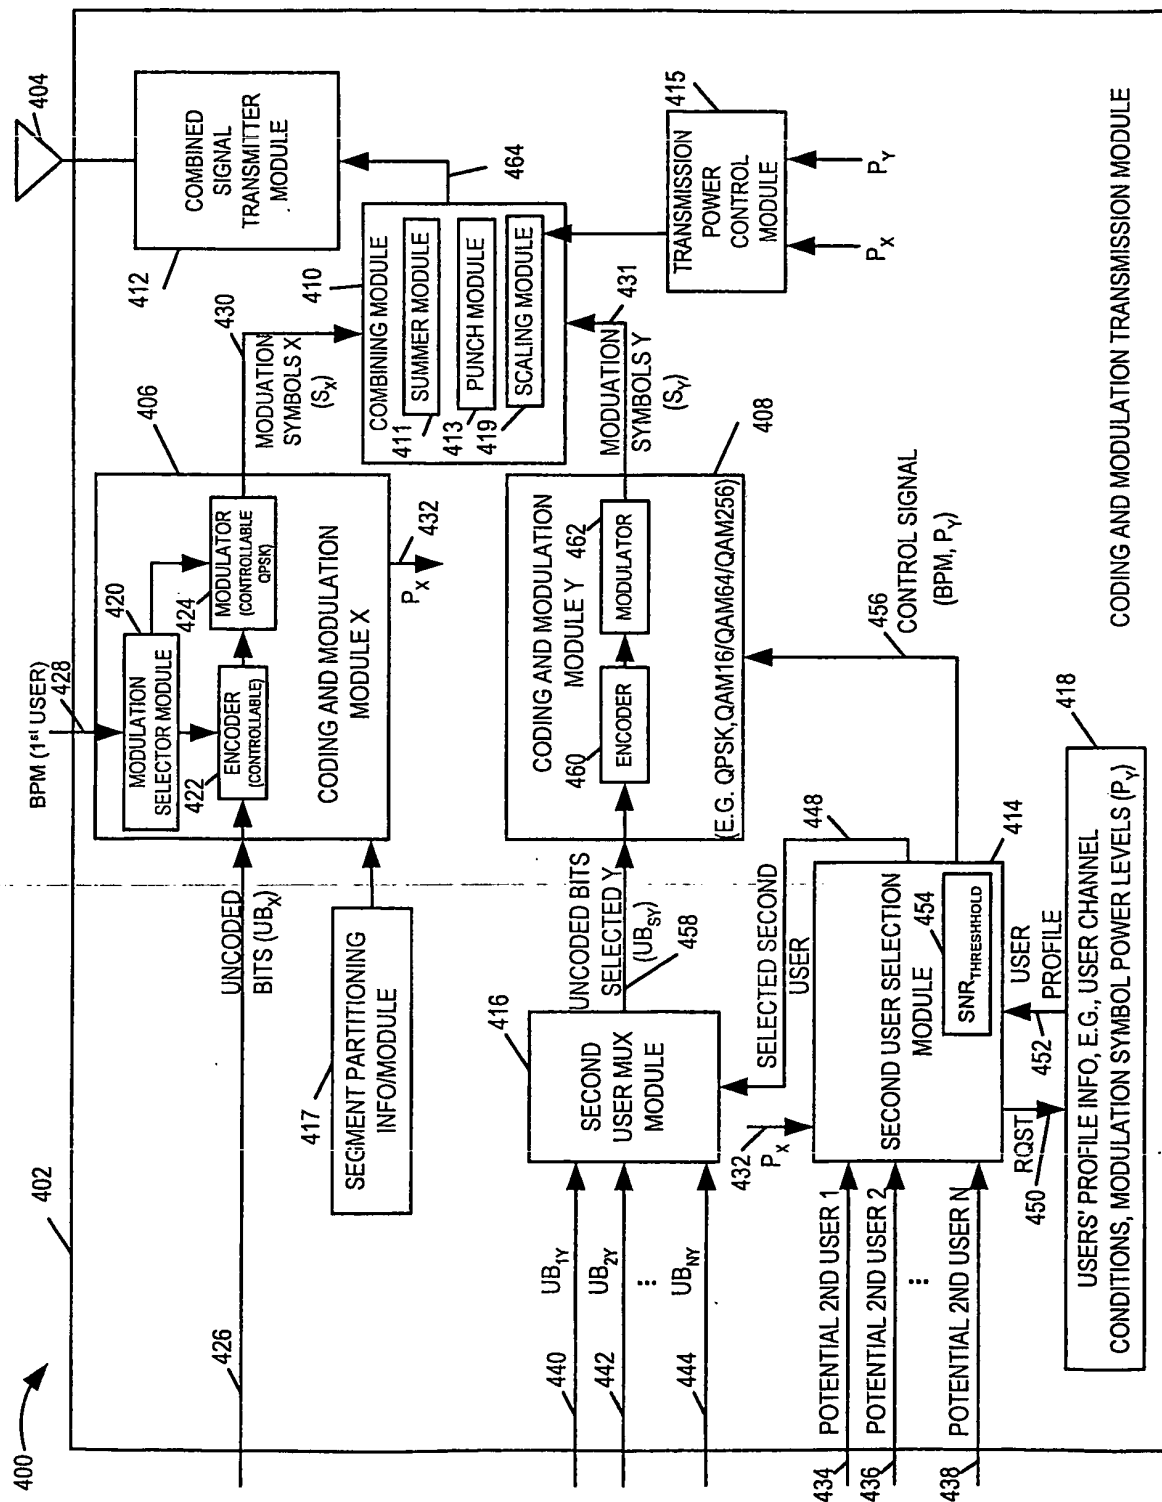 400
402
404
COMBINED
SIGNAL
TRANSMITTER
MODULE
412
464
415
TRANSMISSION
POWER
CONTROL
MODULE
PX
PY
COMBINING MODULE
410
SUMMER MODULE
411
PUNCH MODULE
413
SCALING MODULE
419
430
MODUATION
SYMBOLS X
(SX)
431
MODUATION
SYMBOLS Y
(SY)
406
BPM (1st USER)
428
MODULATION
SELECTOR MODULE
420
ENCODER
(CONTROLLABLE)
422
MODULATOR
(CONTROLLABLE
QPSK)
424
CODING AND MODULATION
MODULE X
432
PX
426
UNCODED
BITS (UBX)
417
SEGMENT PARTITIONING
INFO/MODULE
408
CODING AND MODULATION
MODULE Y
460
ENCODER
462
MODULATOR
(E.G. QPSK,QAM16/QAM64/QAM256)
UNCODED BITS
SELECTED Y
(UBSY)
458
416
SECOND
USER MUX
MODULE
440
UB1Y
442
UB2Y
...
444
UBNY
SELECTED SECOND
USER
448
432
PX
456
CONTROL SIGNAL
(BPM, PY)
414
SECOND USER SELECTION
MODULE
454
SNRTHRESHHOLD
434
POTENTIAL 2ND USER 1
436
POTENTIAL 2ND USER 2
...
438
POTENTIAL 2ND USER N
RQST
450
USER
PROFILE
452
418
USERS' PROFILE INFO, E.G., USER CHANNEL
CONDITIONS, MODULATION SYMBOL POWER LEVELS (PY)
CODING AND MODULATION TRANSMISSION MODULE